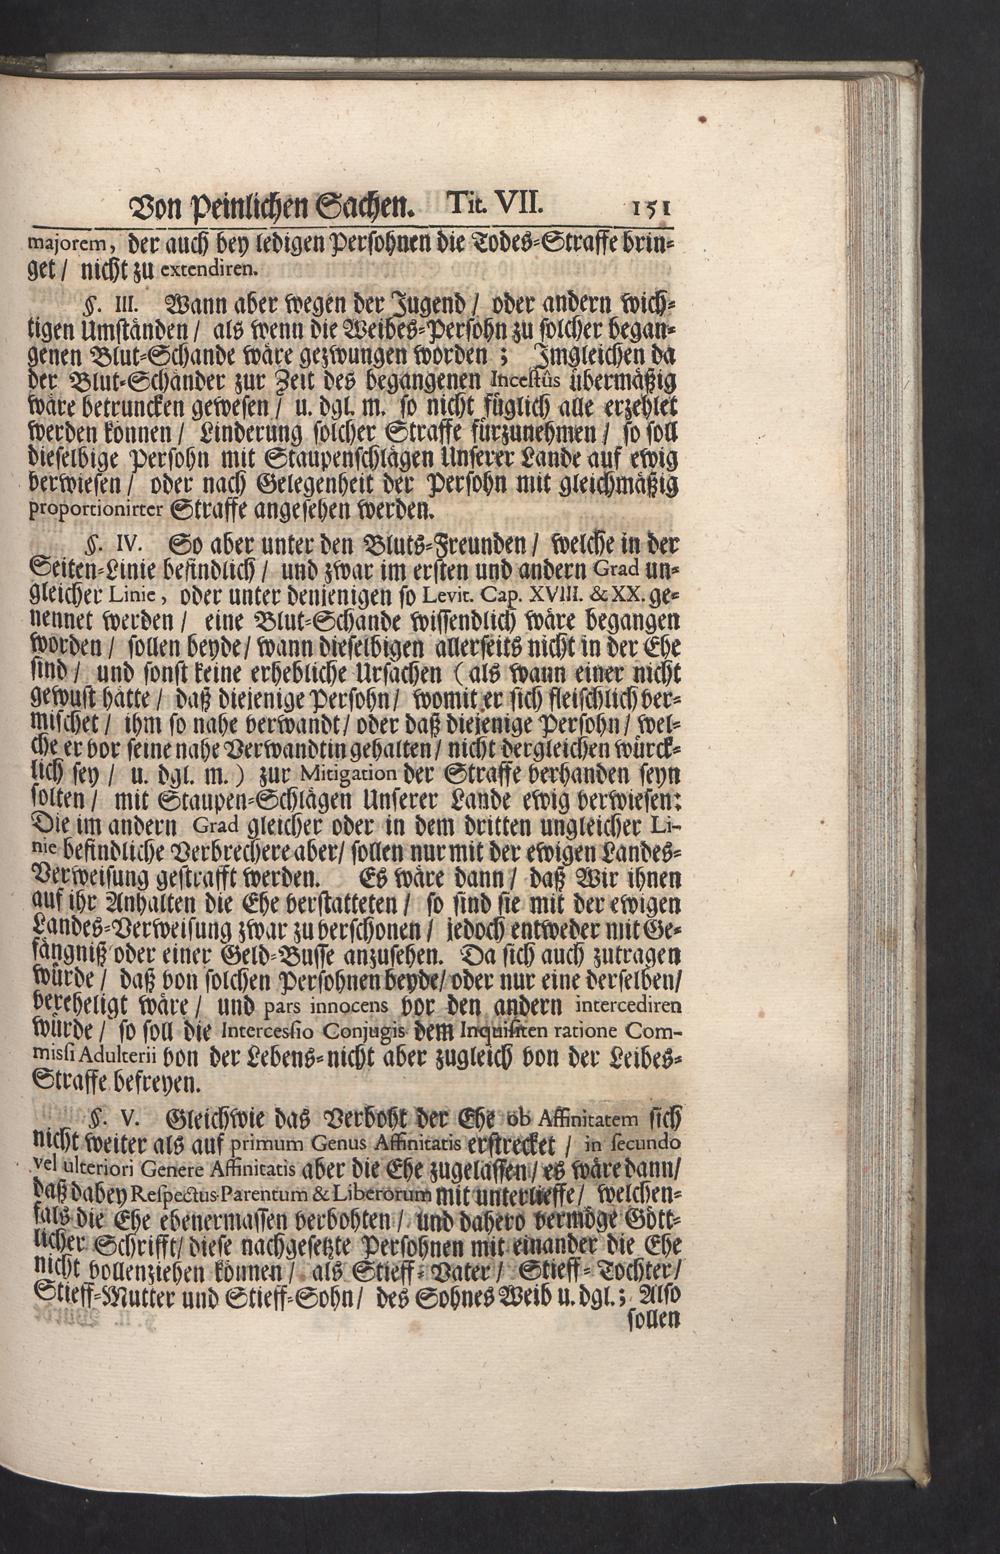 Von Peinlichen Sachen. Tit. VII. 151
majorem, der auch bey ledigen Persohnen die Todes-Straffe brin-
get / nicht zu extendiren.
§. III. Wann aber wegen der Jugend / oder andern wich-
tigen Umständen / als wenn die Weibes-Persohn zu solcher began-
genen Blut-Schande wäre gezwungen worden ; Imgleichen da
der Blut-Schänder zur Zeit des begangenen Incestûs übermäßig
wäre betruncken gewesen / u. dgl. m. so nicht füglich alle erzehlet
werden können / Linderung solcher Straffe fürzunehmen / so soll
dieselbige Persohn mit Staupenschlägen Unserer Lande auf ewig
verwiesen / oder nach Gelegenheit der Persohn mit gleichmäßig
proportionirter Straffe angesehen werden.
§. IV. So aber unter den Bluts-Freunden / welche in der
Seiten-Linie befindlich / und zwar im ersten und andern Grad un-
gleicher Linie, oder unter denjenigen so Levit. Cap. XVIII. & XX. ge-
nennet werden / eine Blut-Schande wissendlich wäre begangen
worden / sollen beyde / wann dieselbigen allerseits nicht in der Ehe
sind / und sonst keine erhebliche Ursachen ( als wann einer nicht
gewust hätte / daß diejenige Persohn / womit er sich fleischlich ver-
mischet / ihm so nahe verwandt / oder daß diejenige Persohn / wel-
che er vor seine nahe Verwandtin gehalten / nicht dergleichen würck-
lich sey / u. dgl. m. ) zur Mitigation der Straffe verhanden seyn
solten / mit Staupen-Schlägen Unserer Lande ewig verwiesen:
Die im andern Grad gleicher oder in dem dritten ungleicher Li-
nie befindliche Verbrechere aber / sollen nur mit der ewigen Landes-
Verweisung gestrafft werden. Es wäre dann / daß Wir ihnen
auf ihr Anhalten die Ehe verstatteten / so sind sie mit der ewigen
Landes-Verweisung zwar zu verschonen / jedoch entweder mit Ge-
fängniß oder einer Geld-Busse anzusehen. Da sich auch zutragen
würde / daß von solchen Persohnen beyde / oder nur eine derselben /
verehelicht wäre / und pars innocens vor den andern intercediren
würde / so soll die Intercessio Conjugis dem Inquisiten ratione Com-
missi Adulterii von der Lebens-nicht aber zugleich von der Leibes-
Straffe befreyen.
§. V. Gleichwie das Verboht der Ehe ob Affinitatem sich
nicht weiter als auf primum Genus Affinitatis erstrecket / in secundo
vel ulteriori Genere Affinitatis aber die Ehe zugelassen / es wäre dann /
daß dabey Respectus Parentum & Liberorum mit unterlieffe / welchen-
fals die Ehe ebenermassen verbohten / und dahero vermöge Gött-
licher Schrifft / diese nachgesetzte Persohnen mit einander die Ehe
nicht vollenziehen können / als Stieff-Vater / Stieff-Tochter /
Stieff-Mutter und Stieff-Sohn / des Sohnes Weib u. dgl. ; Also
sollen